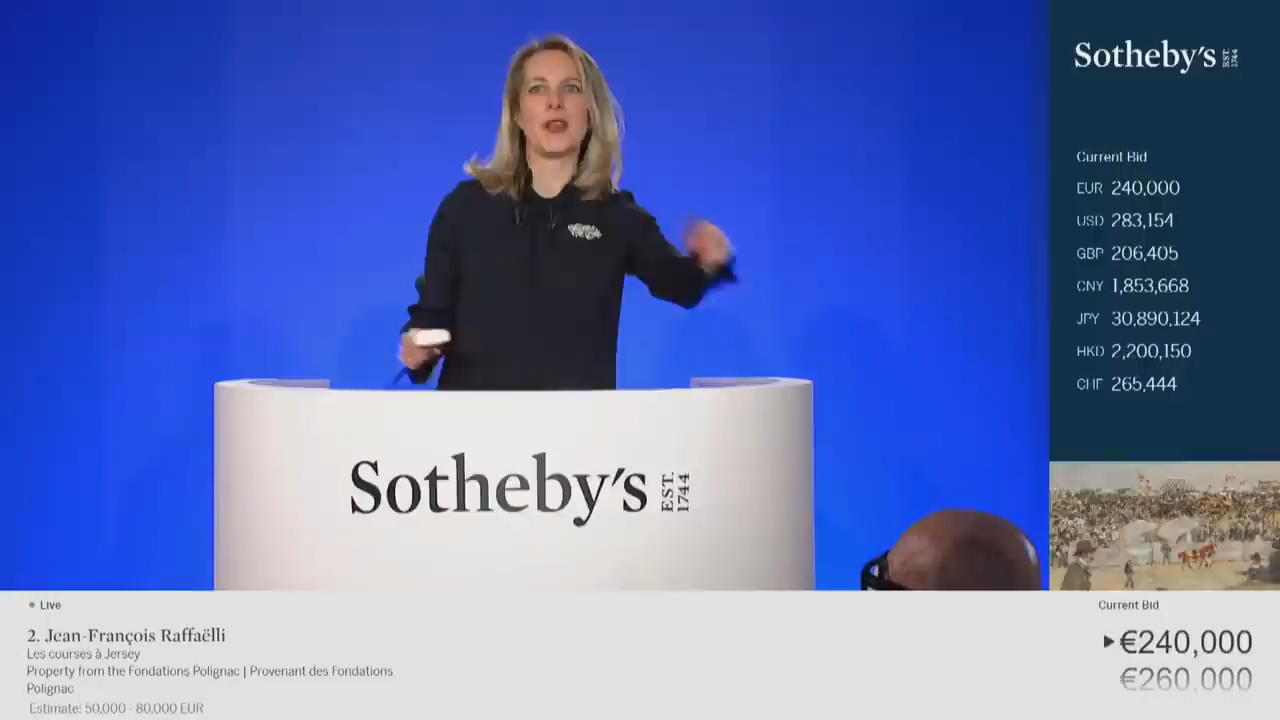 Sotheby's EST. 1744
Current Bid
EUR 240,000
USD 283,154
GBP 206,405
CNY 1,853,668
JPY 30,890,124
HKD 2,200,150
CHF 265,444
Sotheby's EST. 1744
Live
2. Jean-François Raffaëlli
Les courses à Jersey
Property from the Fondations Polignac | Provenant des Fondations
Polignac
Estimate: 50,000 - 80,000 EUR
Current Bid
€240,000
€260,000